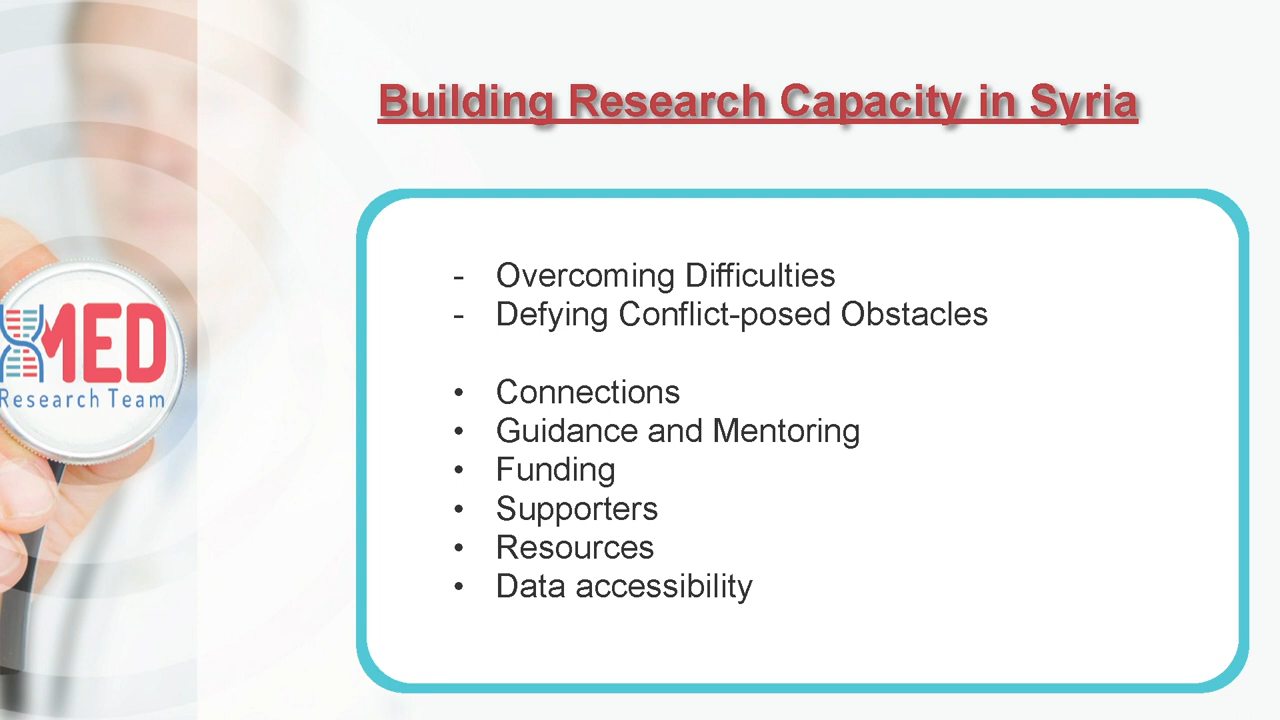 Building Research Capacity in Syria
- Overcoming Difficulties
- Defying Conflict-posed Obstacles
• Connections
• Guidance and Mentoring
• Funding
• Supporters
• Resources
• Data accessibility
MED
Research Team